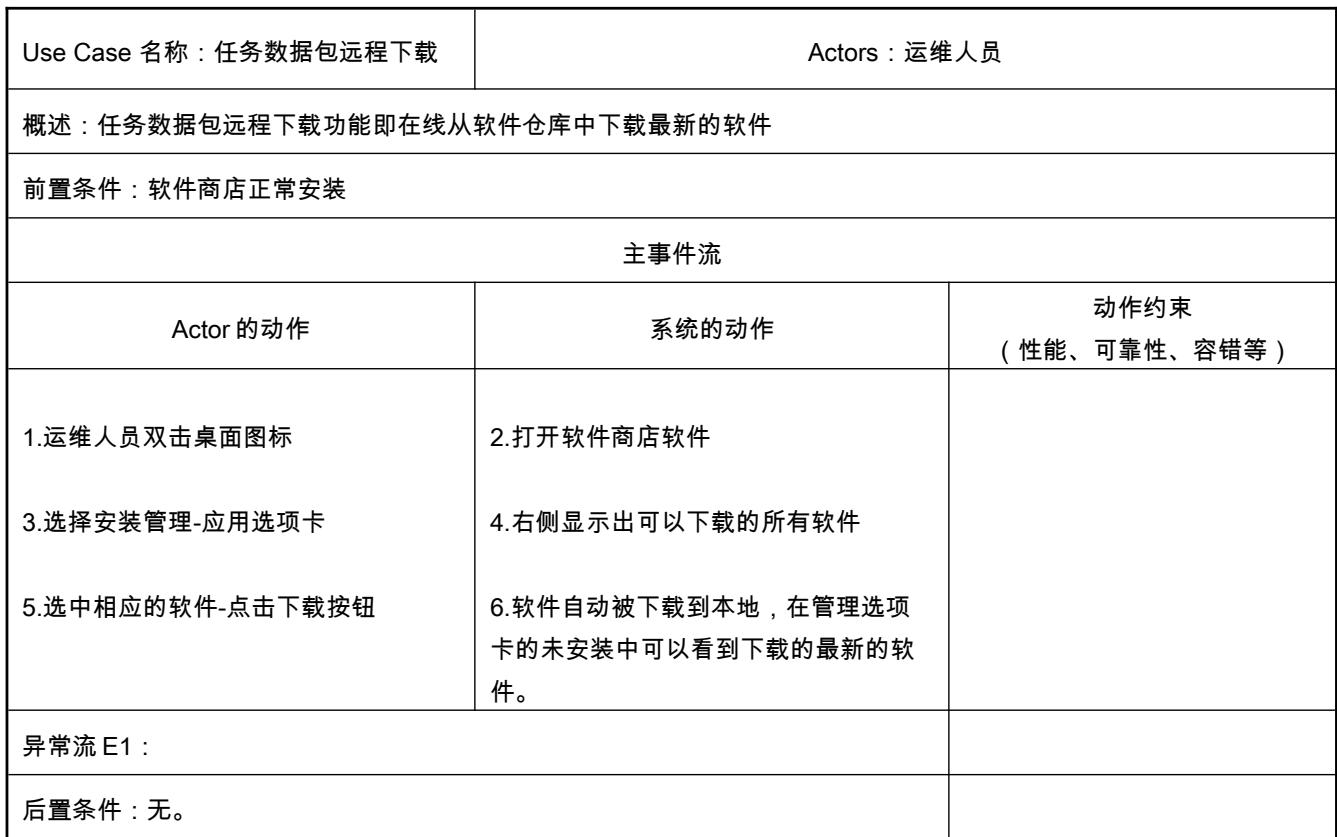 Use Case 名称：任务数据包远程下载
Actors：运维人员
概述：任务数据包远程下载功能即在线从软件仓库中下载最新的软件
前置条件：软件商店正常安装
主事件流
Actor 的动作
系统的动作
动作约束
（性能、可靠性、容错等）
1.运维人员双击桌面图标
2.打开软件商店软件
3.选择安装管理-应用选项卡
4.右侧显示出可以下载的所有软件
5.选中相应的软件-点击下载按钮
6.软件自动被下载到本地，在管理选项
卡的未安装中可以看到下载的最新的软
件。
异常流 E1：
后置条件：无。